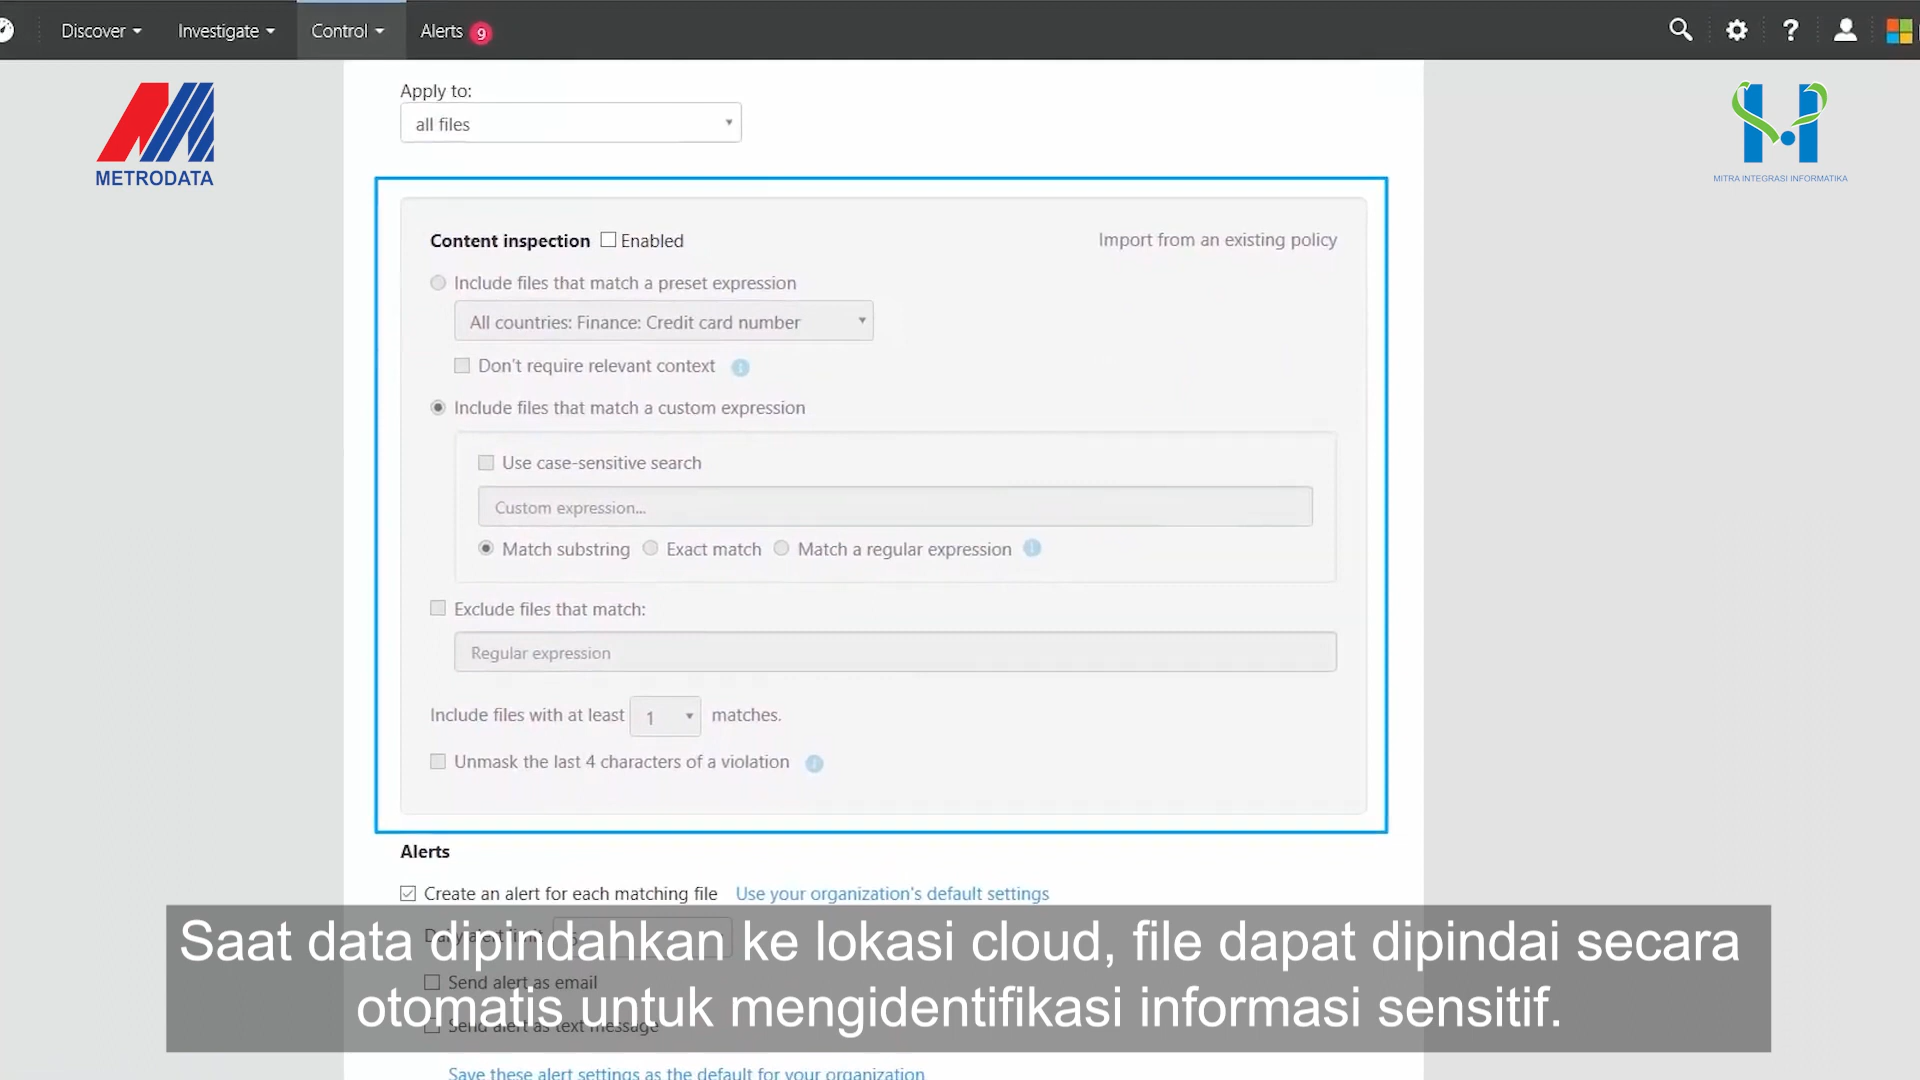 Discover Investigate Control Alerts 9
METRODATA
MITRA INTEGRASI INFORMATIKA
Apply to:
all files
Content inspection Enabled Import from an existing policy
Include files that match a preset expression
All countries: Finance: Credit card number
Don't require relevant context
Include files that match a custom expression
Use case-sensitive search
Custom expression...
Match substring Exact match Match a regular expression
Exclude files that match:
Regular expression
Include files with at least 1 matches.
Unmask the last 4 characters of a violation
Alerts
Create an alert for each matching file Use your organization's default settings
Saat data dipindahkan ke lokasi cloud, file dapat dipindai secara
Send alert as email
otomatis untuk mengidentifikasi informasi sensitif.
Send alert as text message
Save these alert settings as the default for your organization